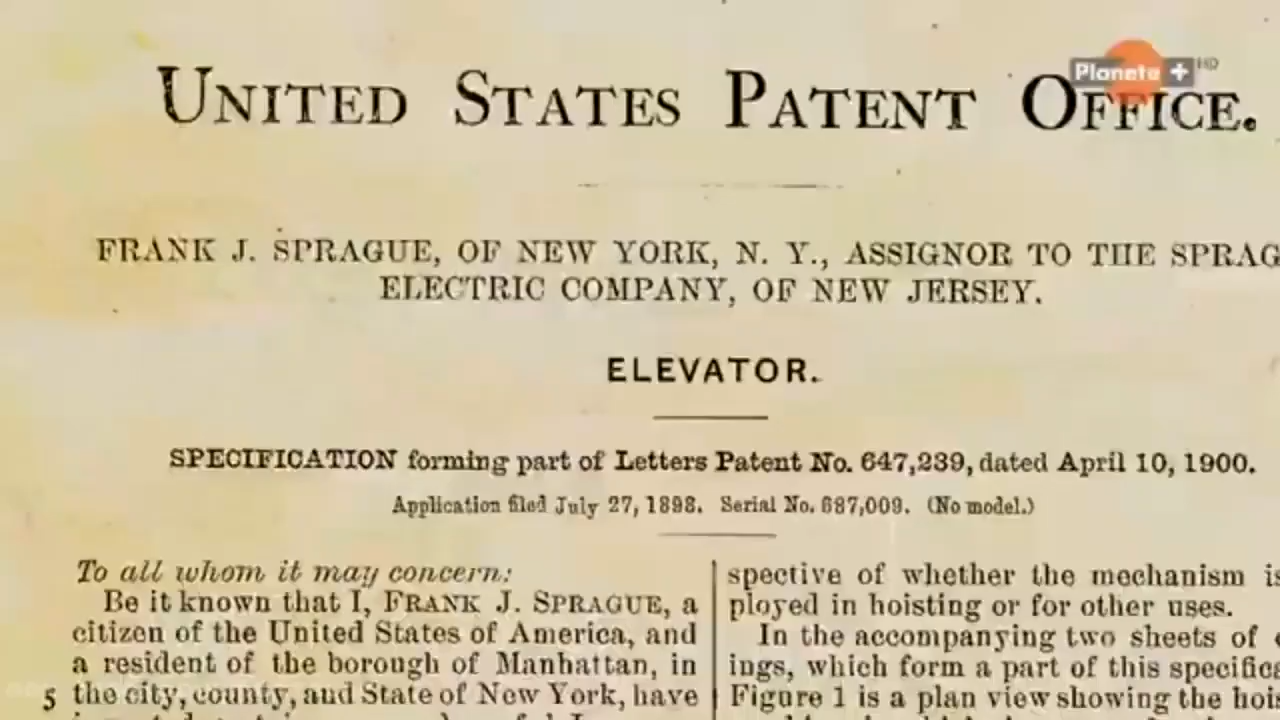 Planete + HD
UNITED STATES PATENT OFFICE.
FRANK J. SPRAGUE, OF NEW YORK, N. Y., ASSIGNOR TO THE SPRAG
ELECTRIC COMPANY, OF NEW JERSEY.
ELEVATOR.
SPECIFICATION forming part of Letters Patent No. 647,239, dated April 10, 1900.
Application filed July 27, 1898. Serial No. 687,009. (No model.)
To all whom it may concern:
Be it known that I, FRANK J. SPRAGUE, a
citizen of the United States of America, and
a resident of the borough of Manhattan, in
5 the city, county, and State of New York, have
spective of whether the mechanism is
ployed in hoisting or for other uses.
In the accompanying two sheets of
ings, which form a part of this specifica
Figure 1 is a plan view showing the hois